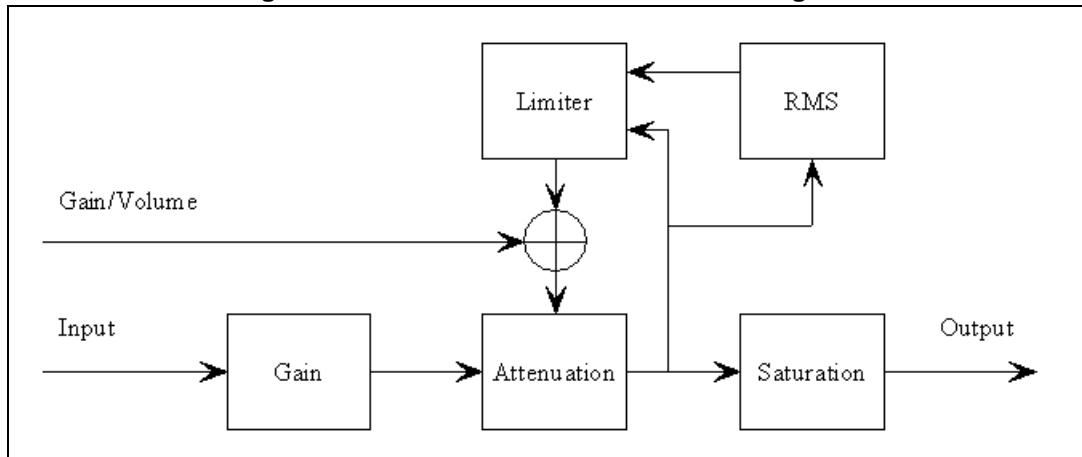 Limiter
RMS
Gain/Volume
Input
Output
Gain
Attenuation
Saturation